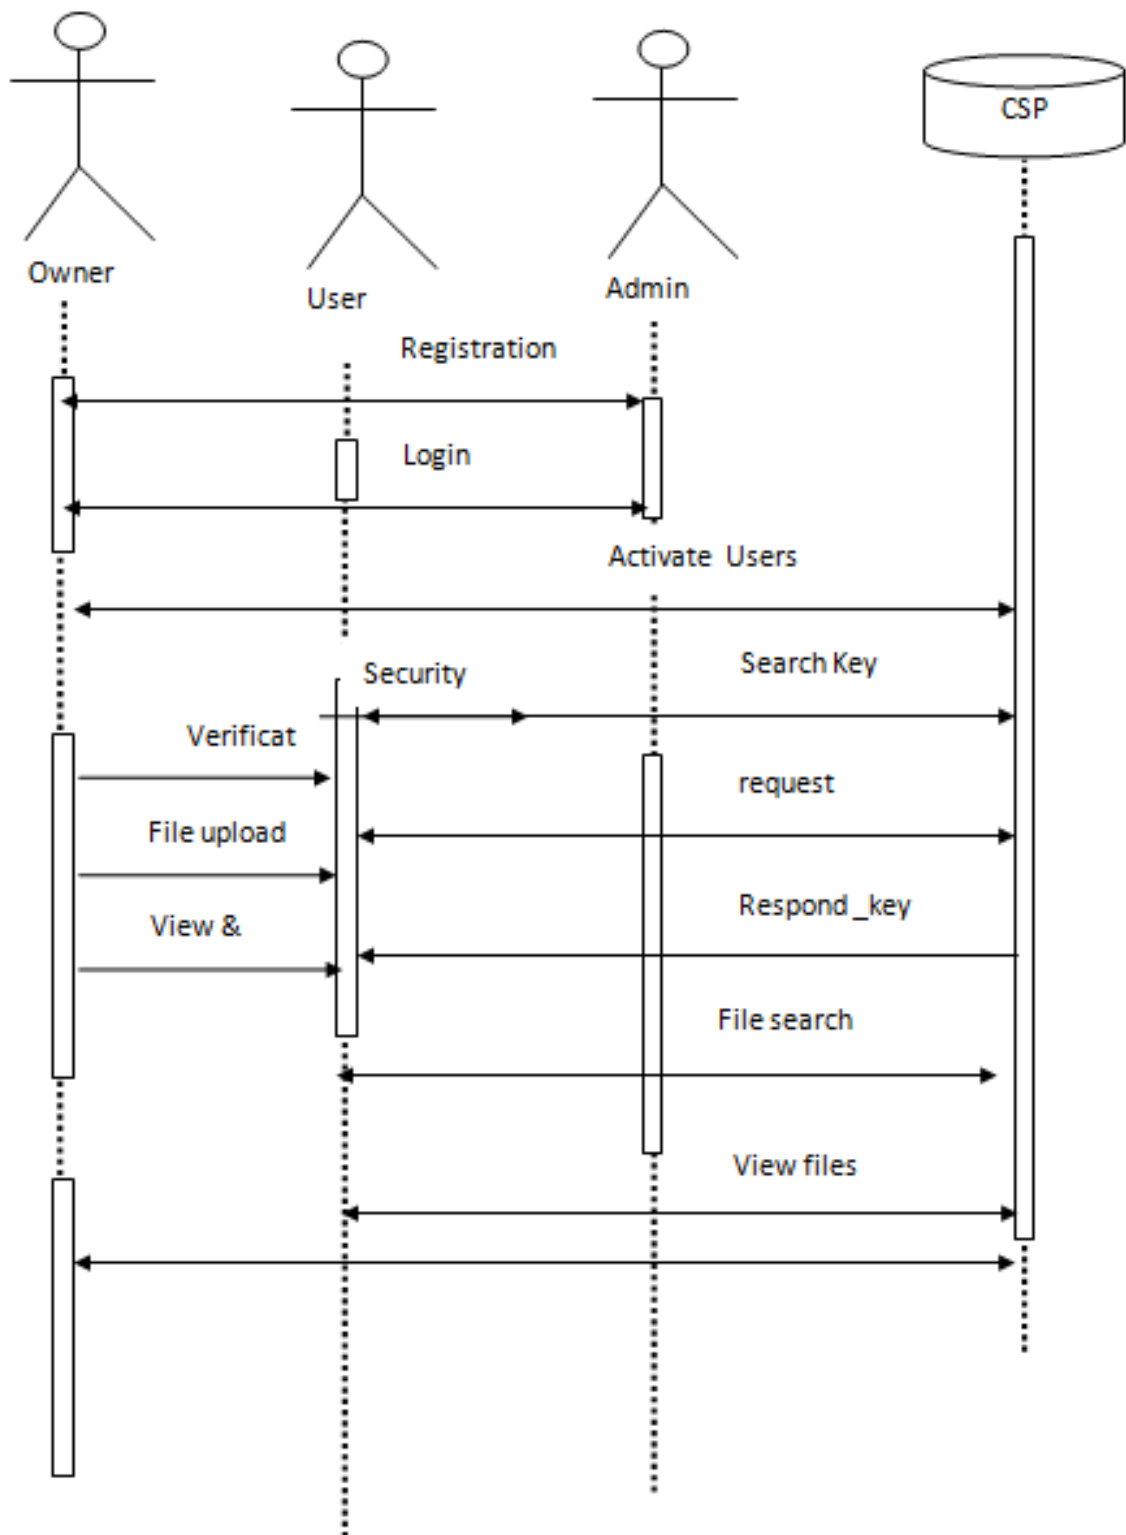 CSP
Owner
User
Admin
Registration
Login
Activate Users
Search Key
Security
Verificat
request
File upload
Respond _key
View &
File search
View files